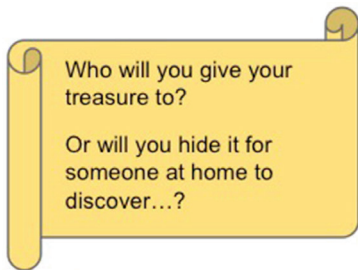 Who will you give your
treasure to?
Or will you hide it for
someone at home to
discover…?